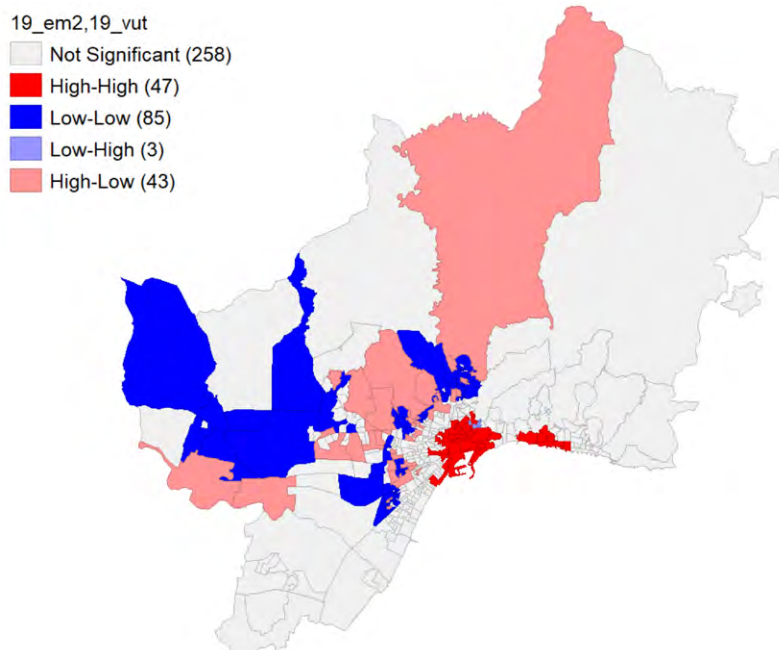 19_em2,19_vut
Not Significant (258)
High-High (47)
Low-Low (85)
Low-High (3)
High-Low (43)